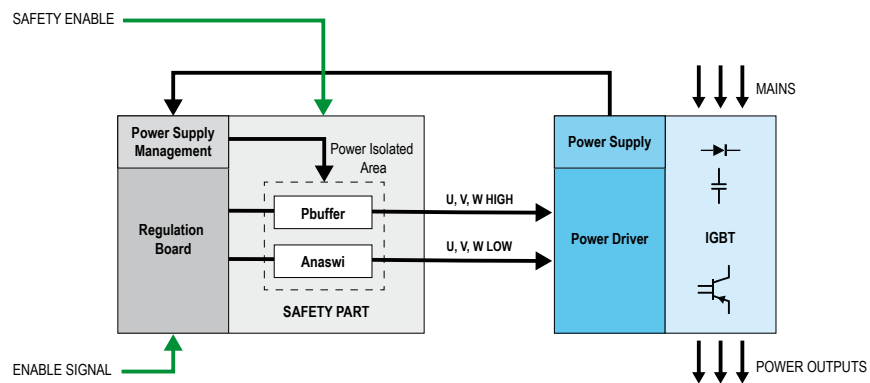 SAFETY ENABLE
MAINS
Power Supply
Management
Power Isolated
Area
Power Supply
U, V, W HIGH
Pbuffer
Regulation
Board
Power Driver
IGBT
U, V, W LOW
Anaswi
SAFETY PART
ENABLE SIGNAL
POWER OUTPUTS